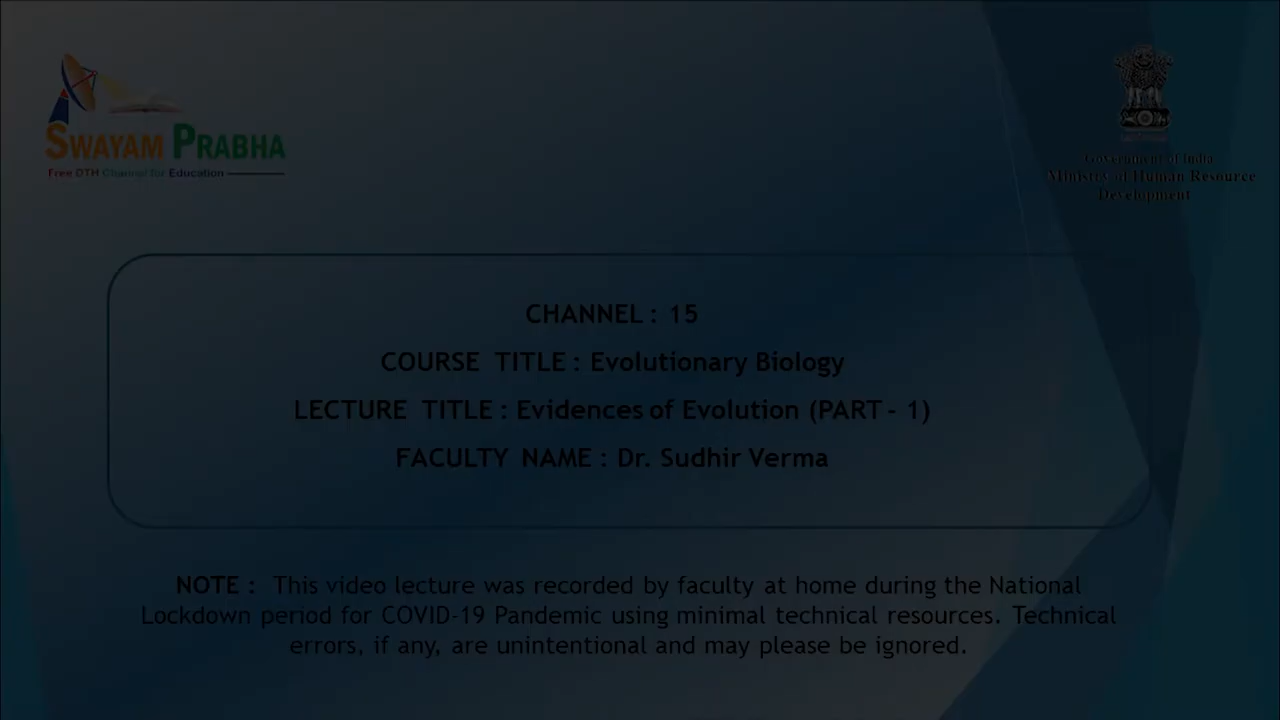 SWAYAM PRABHA
Free DTH Channel for Education
Government of India
Ministry of Human Resource
Development
CHANNEL : 15
COURSE TITLE : Evolutionary Biology
LECTURE TITLE : Evidences of Evolution (PART - 1)
FACULTY NAME : Dr. Sudhir Verma
NOTE : This video lecture was recorded by faculty at home during the National
Lockdown period for COVID-19 Pandemic using minimal technical resources. Technical
errors, if any, are unintentional and may please be ignored.